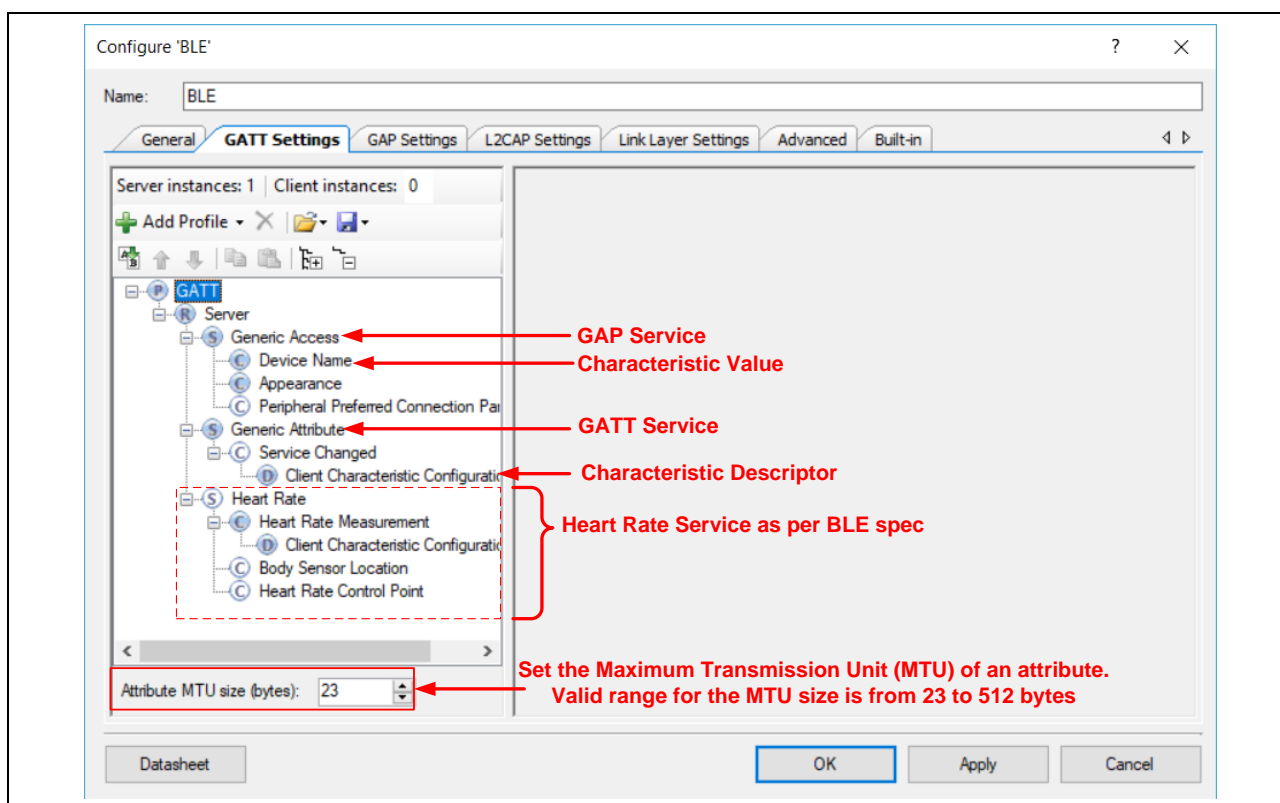 Configure 'BLE'
?
Name: BLE
General GATT Settings GAP Settings L2CAP Settings Link Layer Settings Advanced Built-in
Server instances: 1 Client instances: 0
Add Profile
P GATT
R Server
S Generic Access
GAP Service
C Device Name
Characteristic Value
C Appearance
C Peripheral Preferred Connection Par
S Generic Attribute
GATT Service
C Service Changed
D Client Characteristic Configuratic
Characteristic Descriptor
S Heart Rate
C Heart Rate Measurement
Heart Rate Service as per BLE spec
D Client Characteristic Configuratic
C Body Sensor Location
C Heart Rate Control Point
Set the Maximum Transmission Unit (MTU) of an attribute.
Valid range for the MTU size is from 23 to 512 bytes
Attribute MTU size (bytes): 23
Datasheet OK Apply Cancel